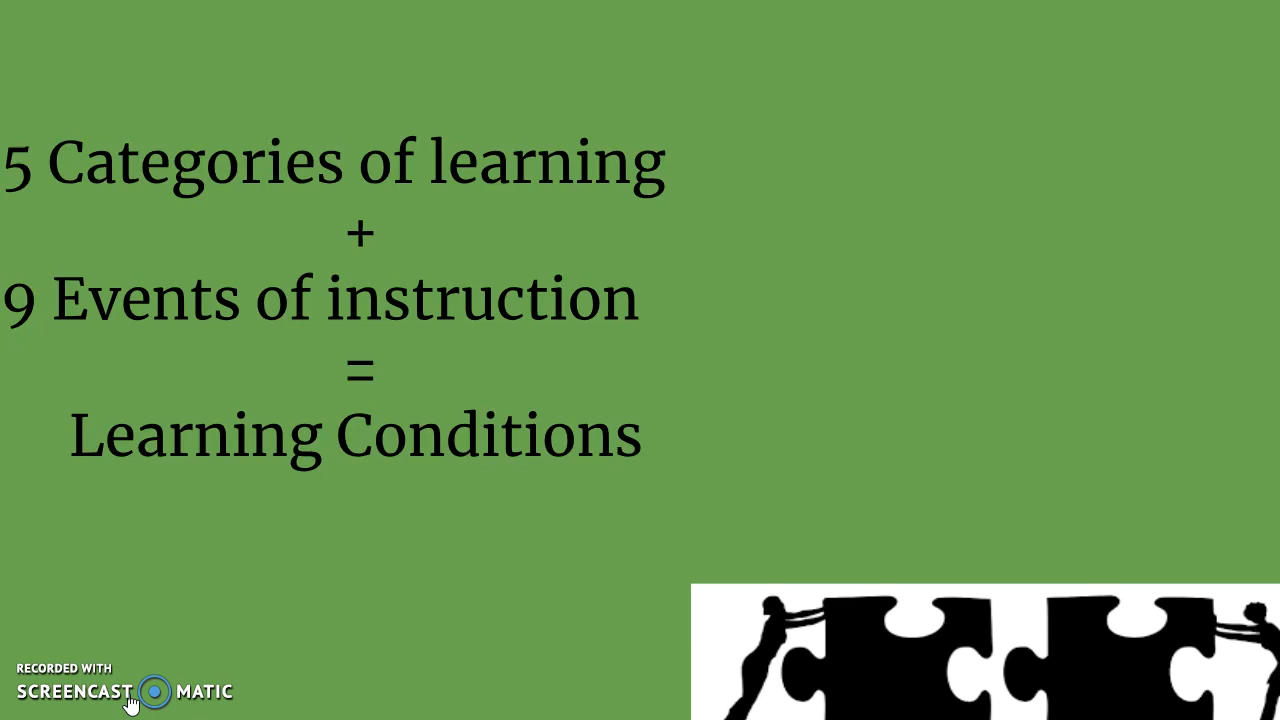 5 Categories of learning
+
9 Events of instruction
=
Learning Conditions
RECORDED WITH
SCREENCAST MATIC